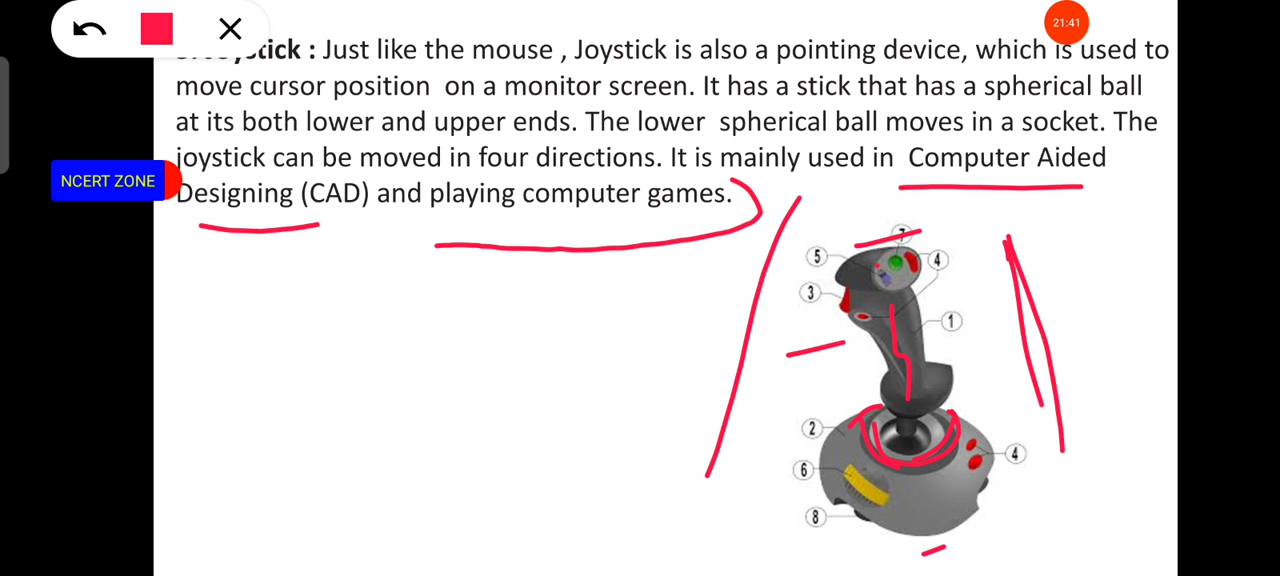 21:41
tick : Just like the mouse , Joystick is also a pointing device, which is used to
move cursor position on a monitor screen. It has a stick that has a spherical ball
at its both lower and upper ends. The lower spherical ball moves in a socket. The
joystick can be moved in four directions. It is mainly used in Computer Aided
NCERT ZONE
Designing (CAD) and playing computer games.
7
5
4
3
1
2
4
6
8